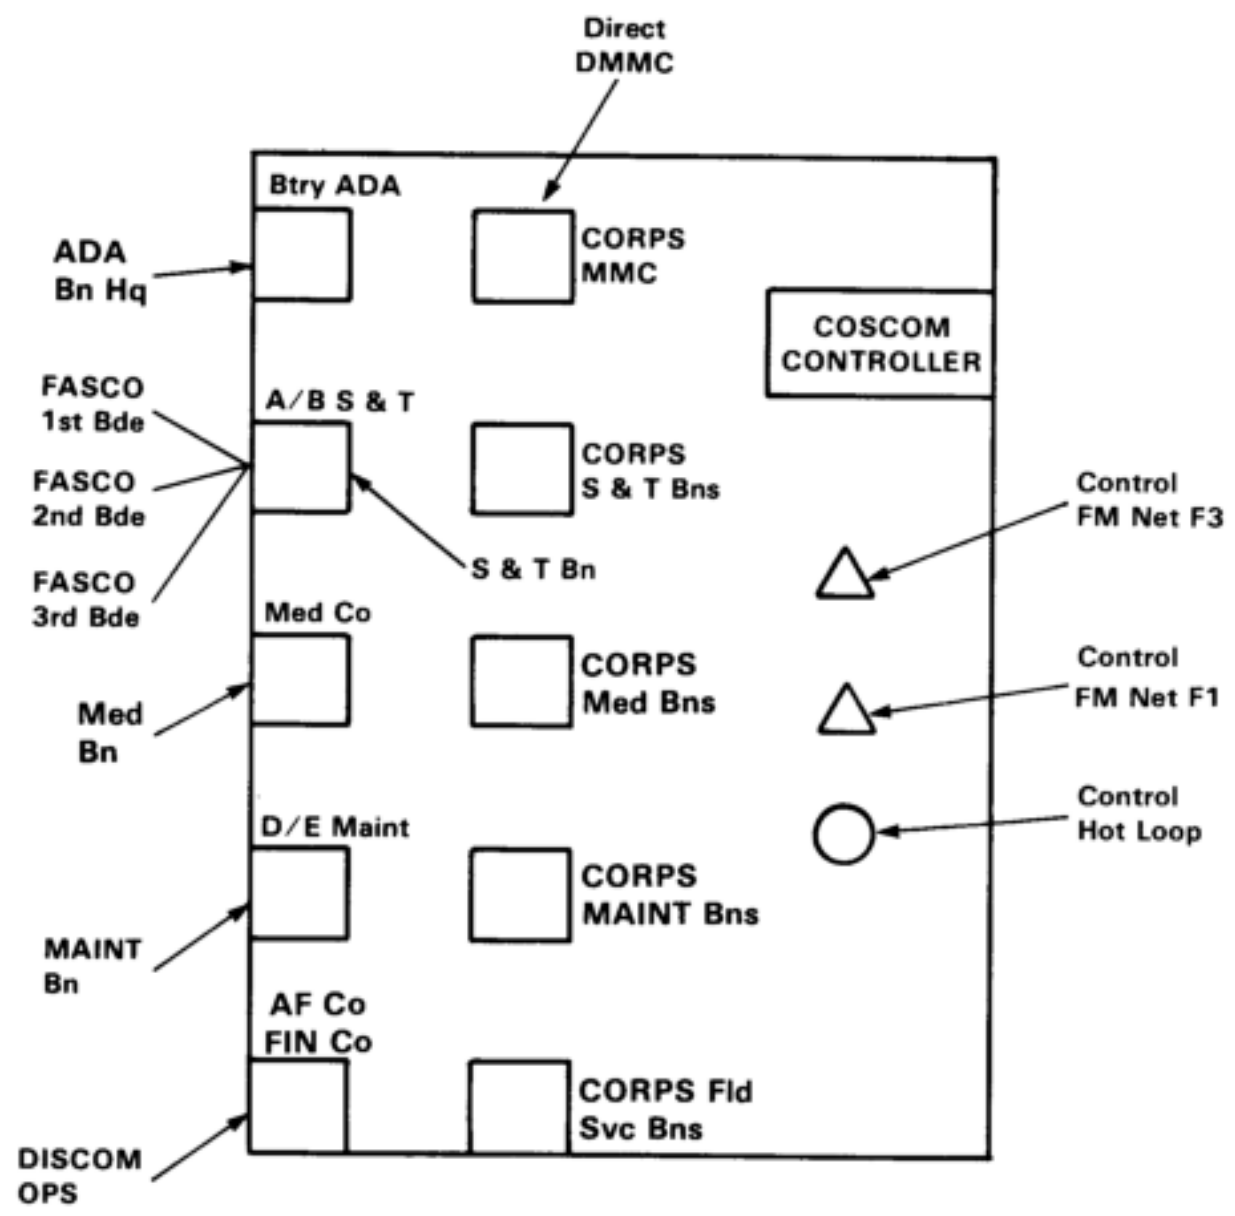 Direct
DMMC
Btry ADA
ADA
Bn Hq
CORPS
MMC
COSCOM
CONTROLLER
FASCO
1st Bde
A/B S & T
FASCO
2nd Bde
CORPS
S & T Bns
Control
FM Net F3
S & T Bn
FASCO
3rd Bde
Med Co
CORPS
Med Bns
Control
FM Net F1
Med
Bn
Control
Hot Loop
D/E Maint
CORPS
MAINT Bns
MAINT
Bn
AF Co
FIN Co
CORPS Fld
Svc Bns
DISCOM
OPS